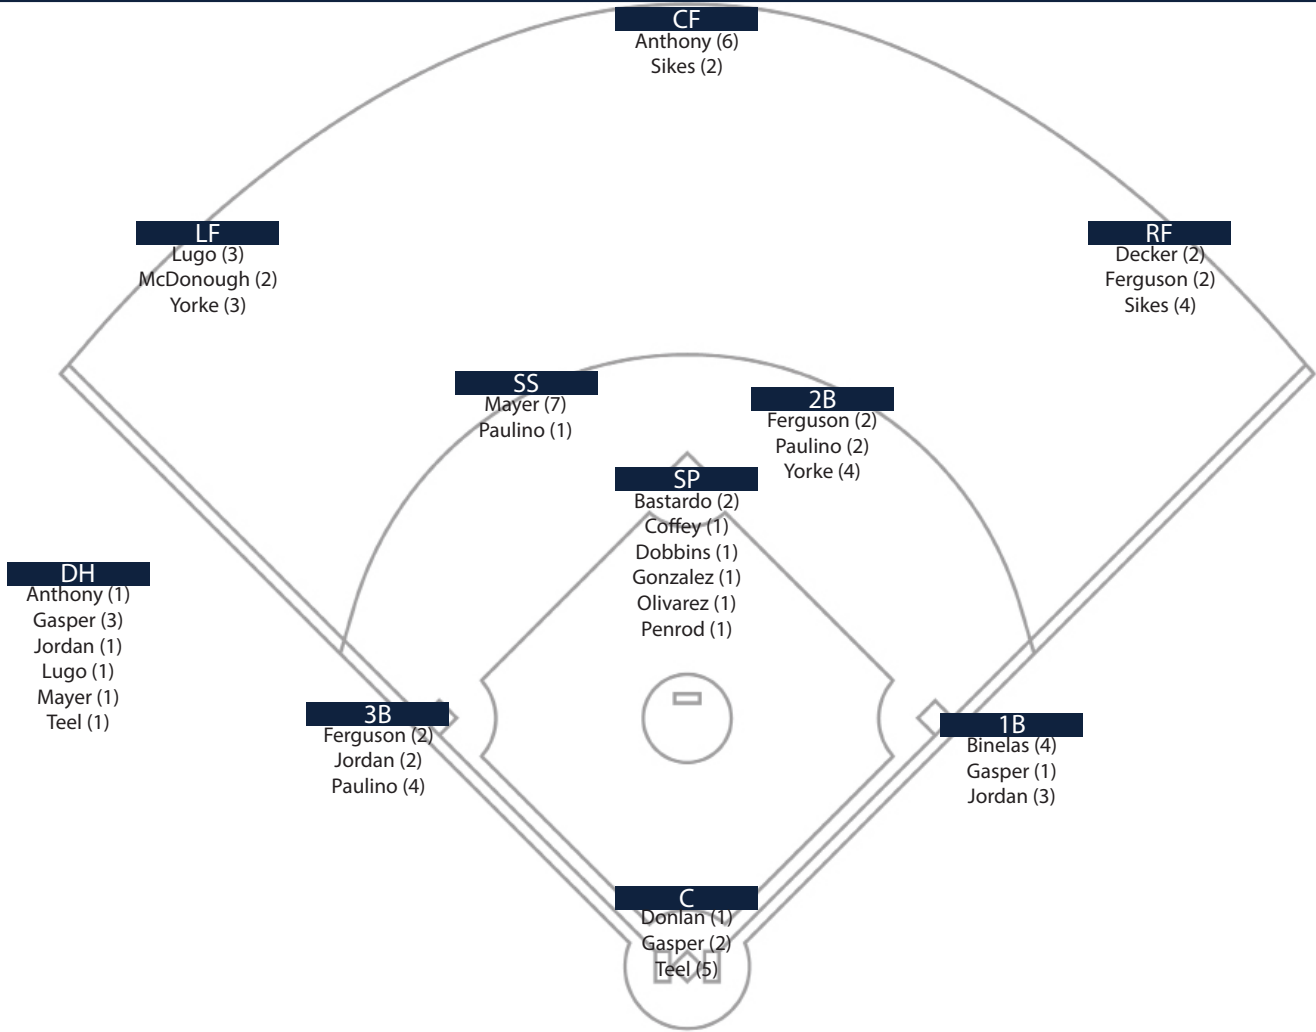 CF
Anthony (6)
Sikes (2)
LF
Lugo (3)
McDonough (2)
Yorke (3)
RF
Decker (2)
Ferguson (2)
Sikes (4)
SS
Mayer (7)
Paulino (1)
2B
Ferguson (2)
Paulino (2)
Yorke (4)
SP
Bastardo (2)
Coffey (1)
Dobbins (1)
Gonzalez (1)
Olivarez (1)
Penrod (1)
DH
Anthony (1)
Gasper (3)
Jordan (1)
Lugo (1)
Mayer (1)
Teel (1)
3B
Ferguson (2)
Jordan (2)
Paulino (4)
1B
Binelas (4)
Gasper (1)
Jordan (3)
C
Donlan (1)
Gasper (2)
Teel (5)